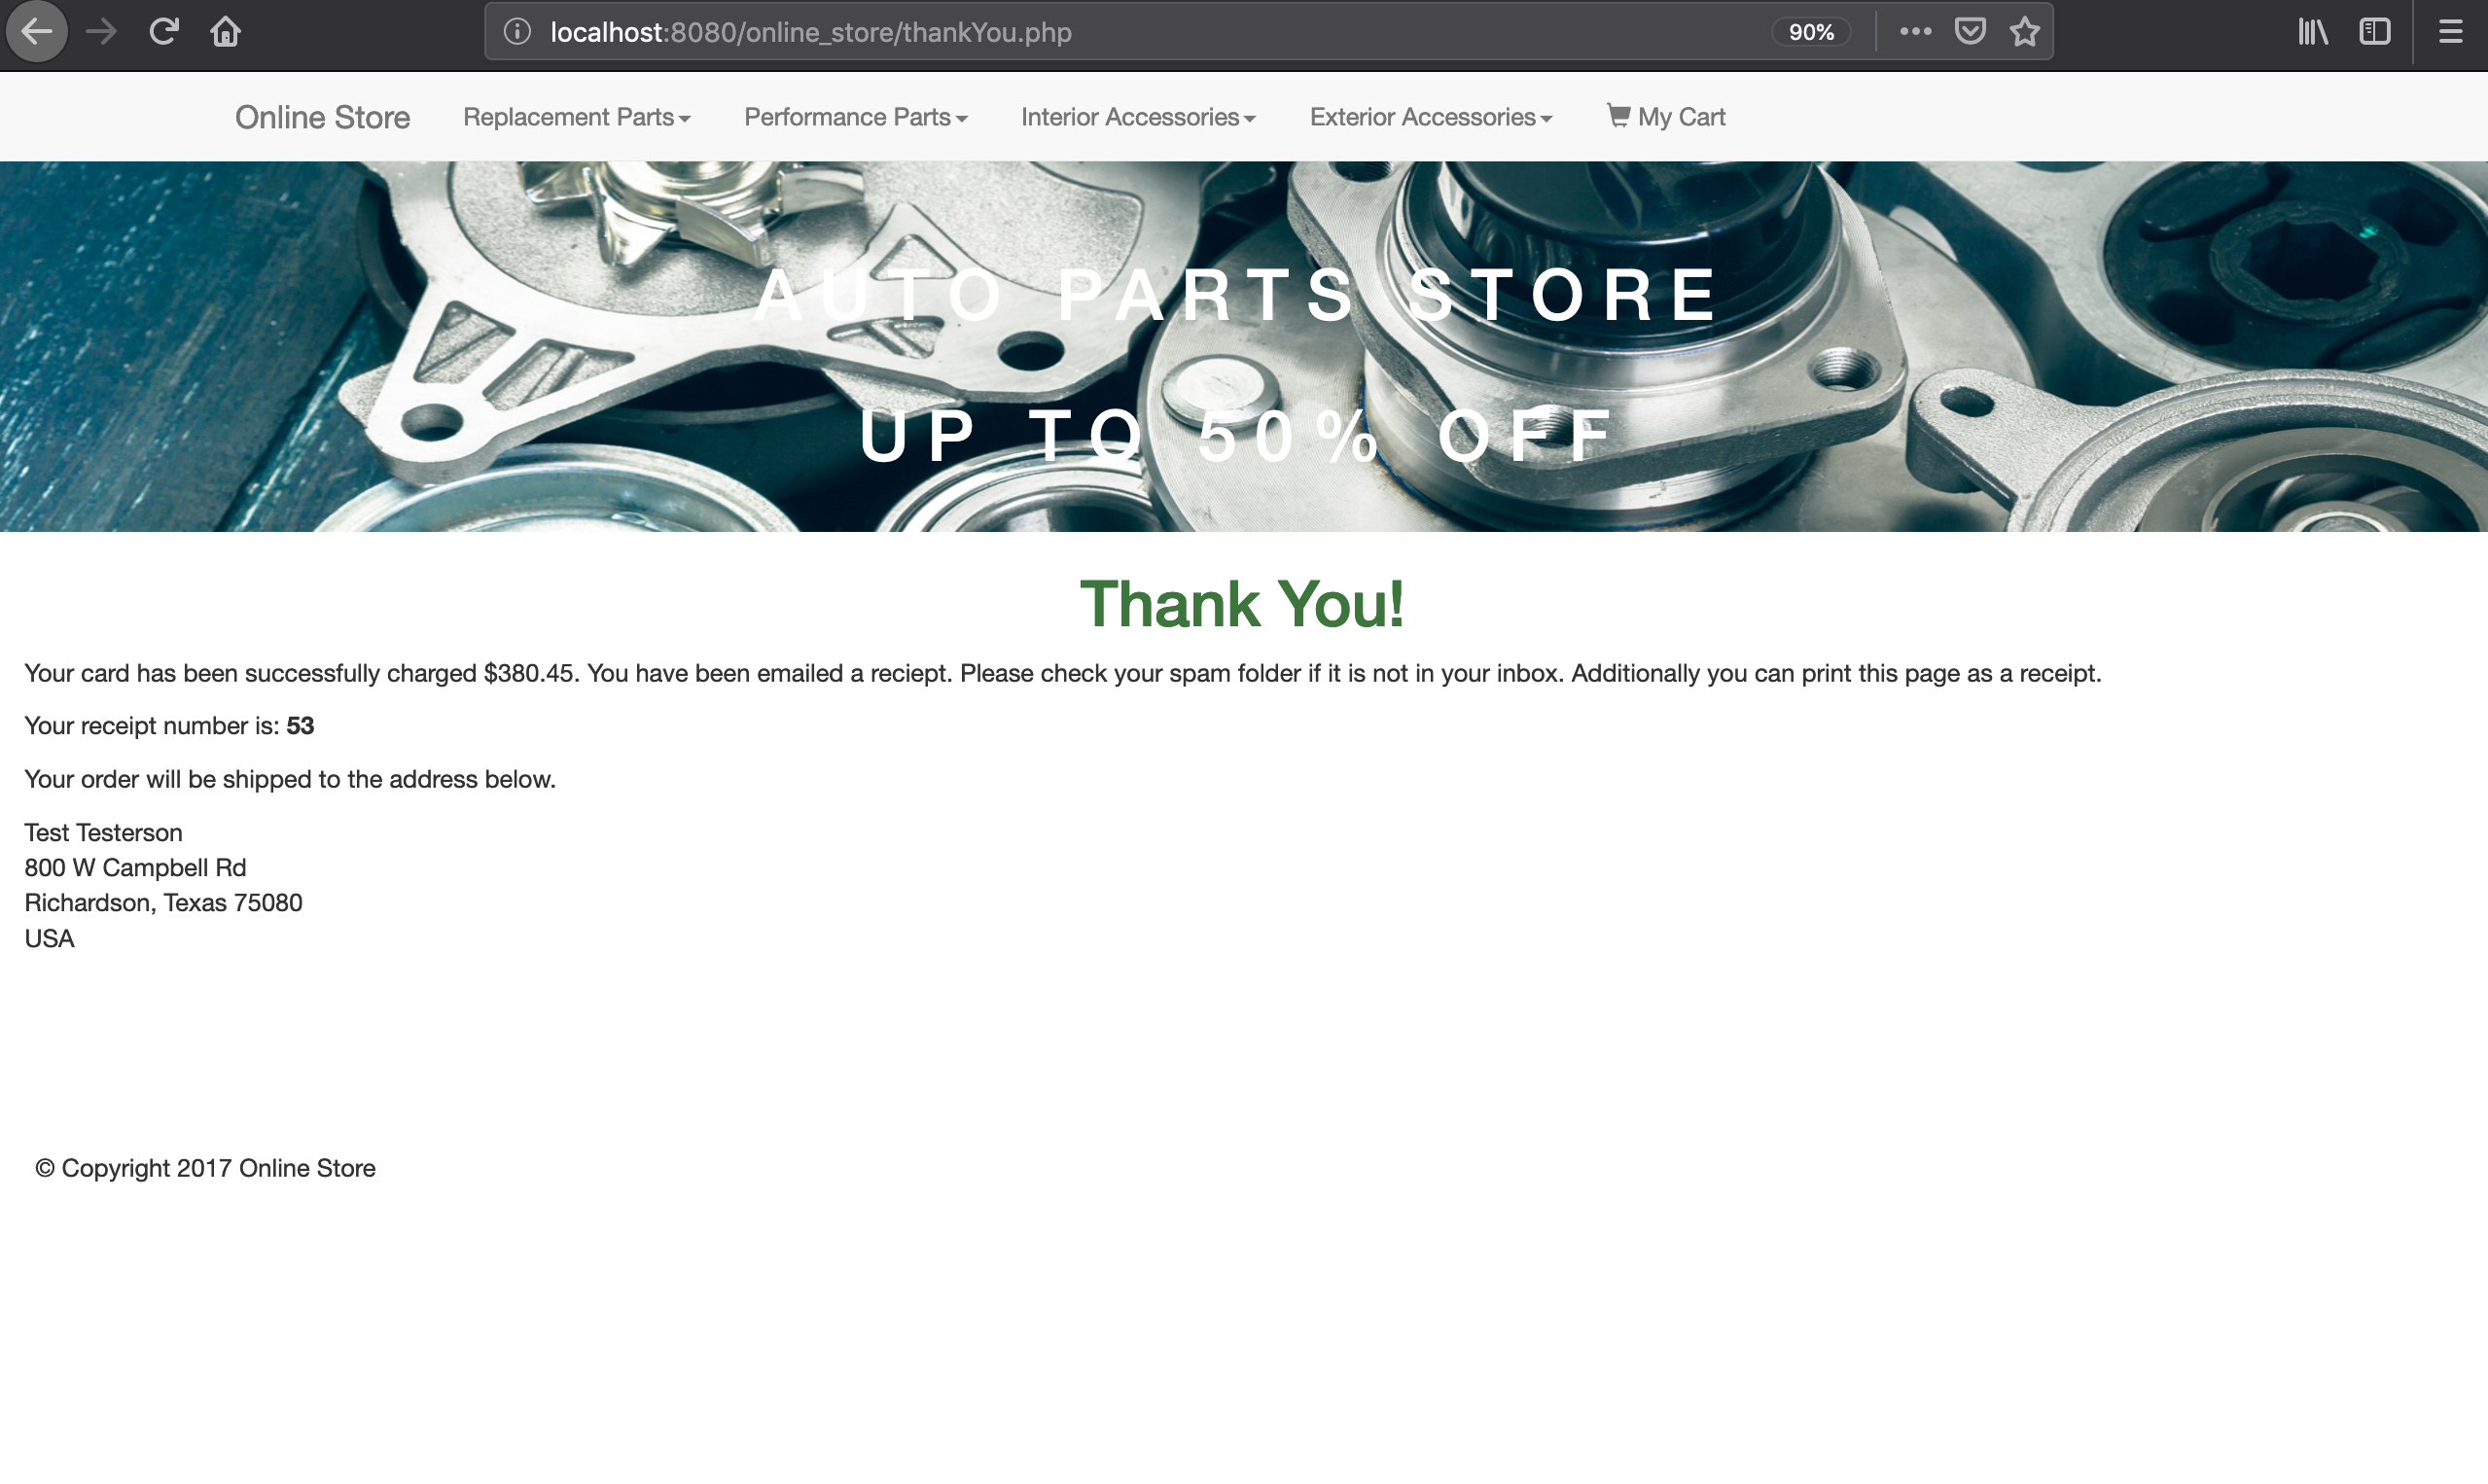 localhost:8080/online_store/thankYou.php
90%
Online Store
Replacement Parts
Performance Parts
Interior Accessories
Exterior Accessories
My Cart
AUTO PARTS STORE
UP TO 50% OFF
Thank You!
Your card has been successfully charged $380.45. You have been emailed a reciept. Please check your spam folder if it is not in your inbox. Additionally you can print this page as a receipt.
Your receipt number is: 53
Your order will be shipped to the address below.
Test Testerson
800 W Campbell Rd
Richardson, Texas 75080
USA
© Copyright 2017 Online Store